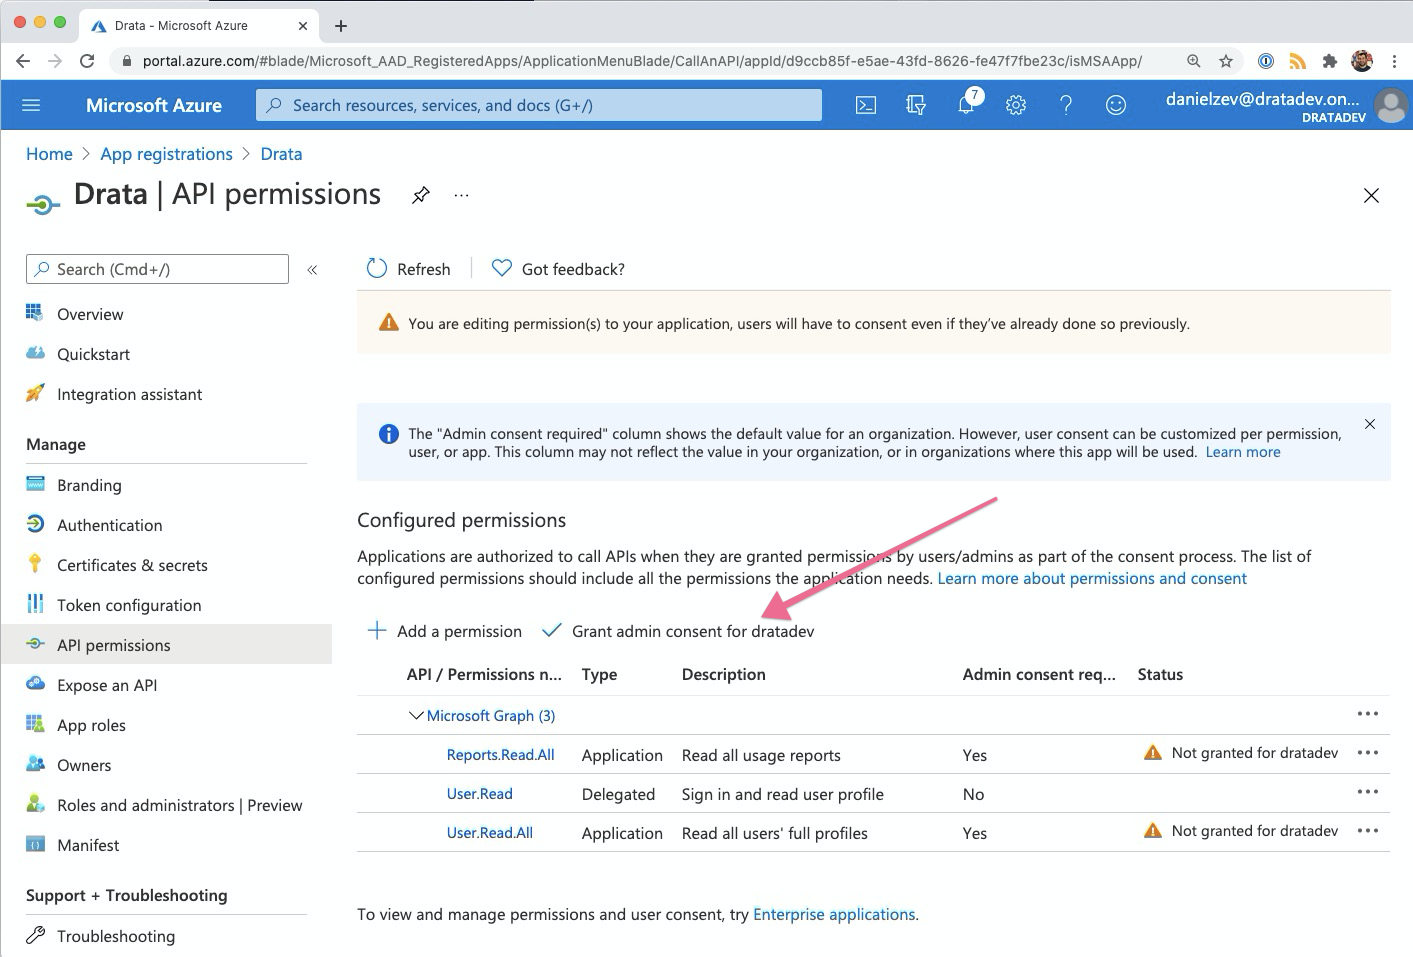 Drata - Microsoft Azure
portal.azure.com/#blade/Microsoft_AAD_RegisteredApps/ApplicationMenuBlade/CallAnAPI/appId/d9ccb85f-e5ae-43fd-8626-fe47f7fbe23c/isMSAApp/
Microsoft Azure
Search resources, services, and docs (G+/)
7
danielzev@dratadev.on...
DRATADEV
Home > App registrations > Drata
Drata | API permissions
Search (Cmd+/)
Refresh
Got feedback?
Overview
Quickstart
Integration assistant
Manage
Branding
Authentication
Certificates & secrets
Token configuration
API permissions
Expose an API
App roles
Owners
Roles and administrators | Preview
Manifest
Support + Troubleshooting
Troubleshooting
You are editing permission(s) to your application, users will have to consent even if they've already done so previously.
The "Admin consent required" column shows the default value for an organization. However, user consent can be customized per permission,
user, or app. This column may not reflect the value in your organization, or in organizations where this app will be used. Learn more
Configured permissions
Applications are authorized to call APIs when they are granted permissions by users/admins as part of the consent process. The list of
configured permissions should include all the permissions the application needs. Learn more about permissions and consent
Add a permission
Grant admin consent for dratadev
API / Permissions n... Type Description Admin consent req... Status
Microsoft Graph (3)
Reports.Read.All Application Read all usage reports Yes Not granted for dratadev
User.Read Delegated Sign in and read user profile No
User.Read.All Application Read all users' full profiles Yes Not granted for dratadev
To view and manage permissions and user consent, try Enterprise applications.